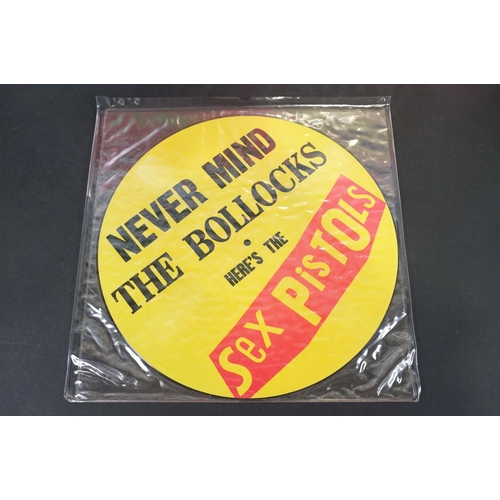 NEVER MIND
THE BOLLOCKS
HERE'S THE
Sex PiSTOLS